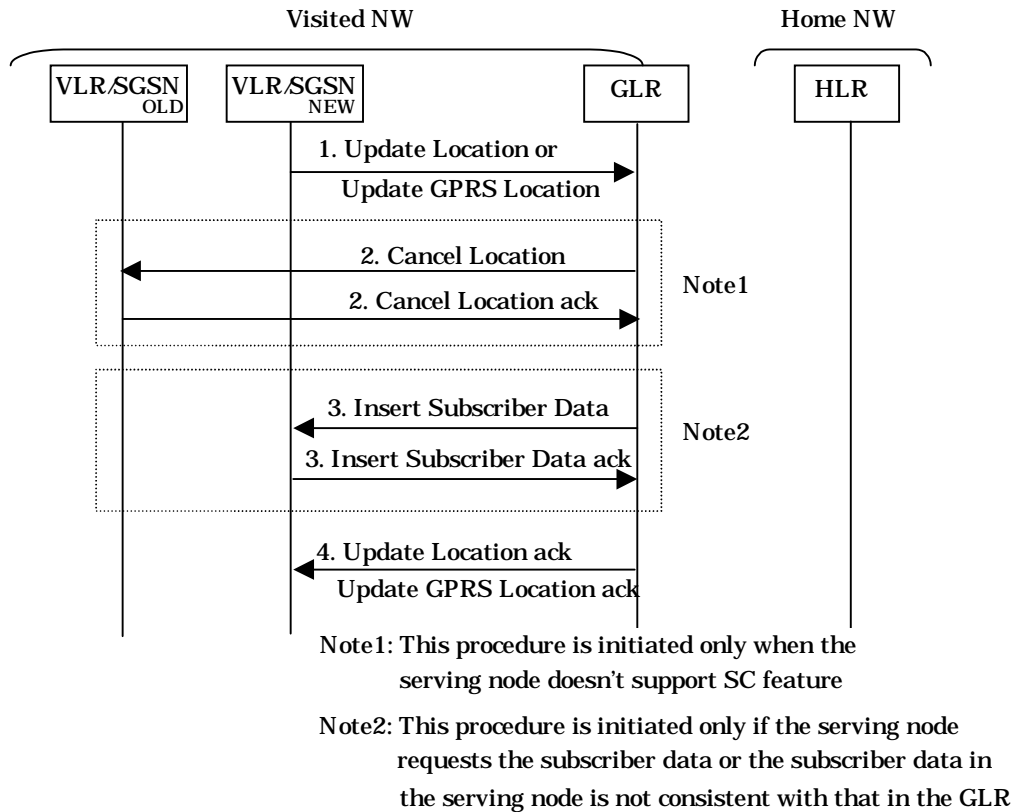 Visited NW
Home NW
VLR/SGSN
OLD
VLR/SGSN
NEW
GLR
HLR
1. Update Location or
Update GPRS Location
2. Cancel Location
2. Cancel Location ack
Note1
3. Insert Subscriber Data
3. Insert Subscriber Data ack
Note2
4. Update Location ack
Update GPRS Location ack
Note1: This procedure is initiated only when the
serving node doesn't support SC feature
Note2: This procedure is initiated only if the serving node
requests the subscriber data or the subscriber data in
the serving node is not consistent with that in the GLR